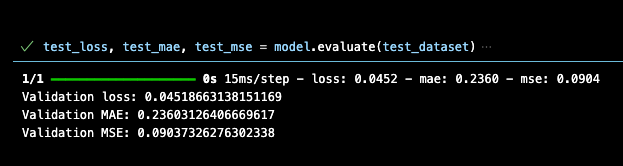 ✓ test_loss, test_mae, test_mse = model.evaluate(test_dataset) ···
1/1 ━━━━━━━━━━━━━━━━━━━━ 0s 15ms/step - loss: 0.0452 - mae: 0.2360 - mse: 0.0904
Validation loss: 0.04518663138151169
Validation MAE: 0.23603126406669617
Validation MSE: 0.09037326276302338